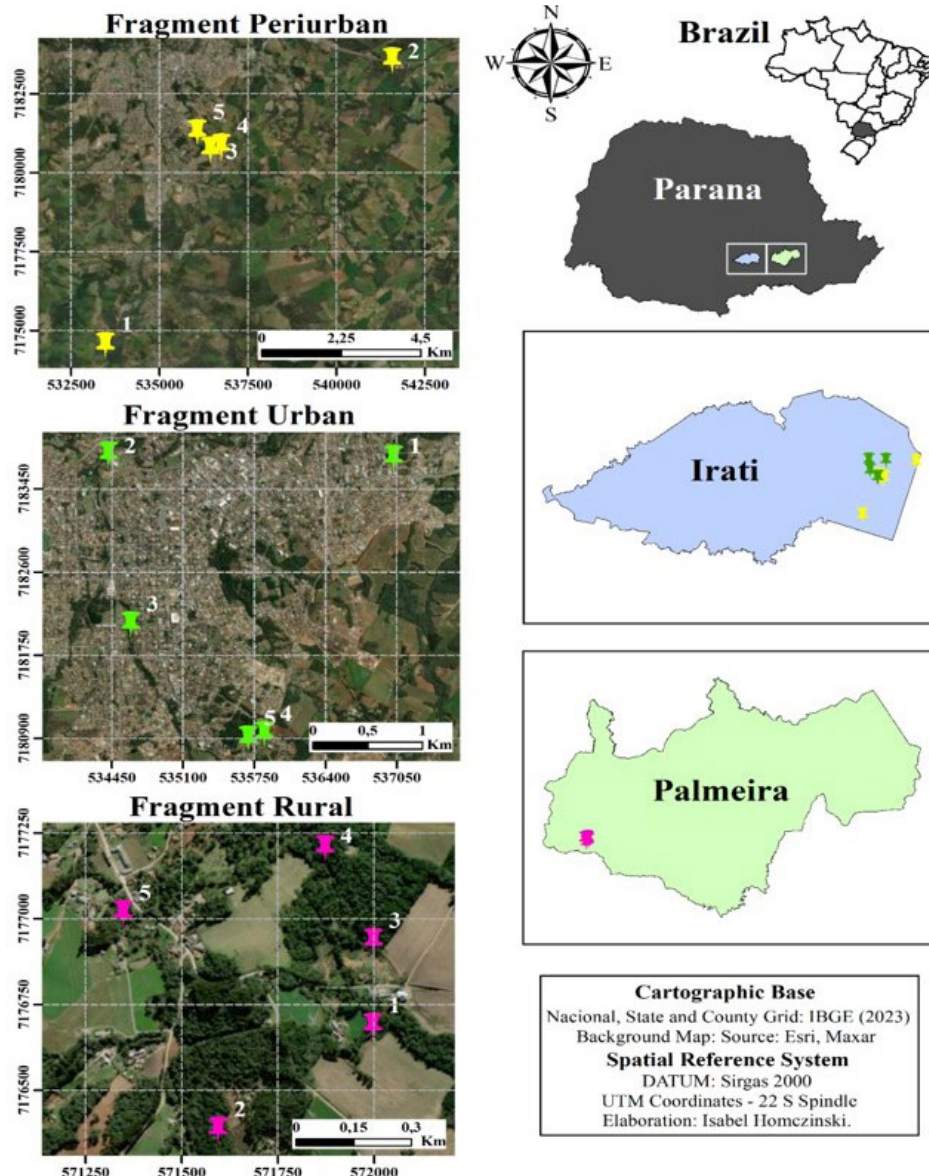 Fragment Periurban
2
5
4
3
1
7182500
7180000
7177500
7175000
0 2,25 4,5
Km
532500 535000 537500 540000 542500
Fragment Urban
2 1
3
5 4
7183450
7182600
7181750
7180900
0 0,5 1
Km
534450 535100 535750 536400 537050
Fragment Rural
4
5
3
1
2
7177250
7177000
7176750
7176500
0 0,15 0,3
Km
571250 571500 571750 572000
N
W E
S
Brazil
Parana
Irati
Palmeira
Cartographic Base
Nacional, State and County Grid: IBGE (2023)
Background Map: Source: Esri, Maxar
Spatial Reference System
DATUM: Sirgas 2000
UTM Coordinates - 22 S Spindle
Elaboration: Isabel Homczinski.